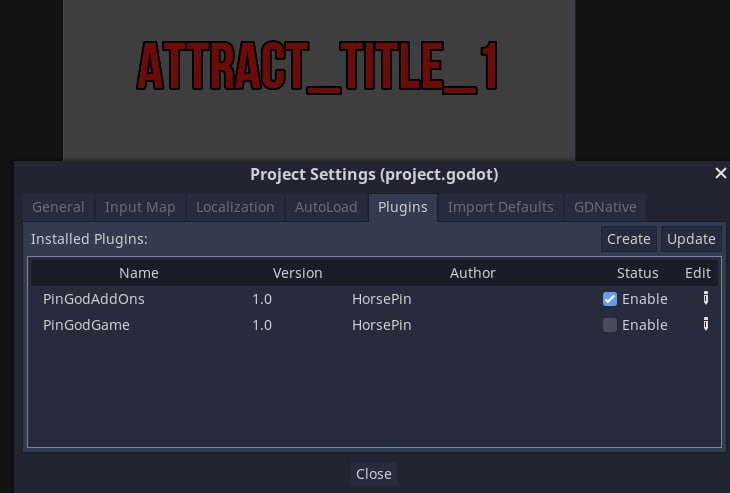 ATTRACT_TITLE_1
Project Settings (project.godot)
General Input Map Localization AutoLoad Plugins Import Defaults GDNative
Installed Plugins: Create Update
Name Version Author Status Edit
PinGodAddOns 1.0 HorsePin Enable
PinGodGame 1.0 HorsePin Enable
Close